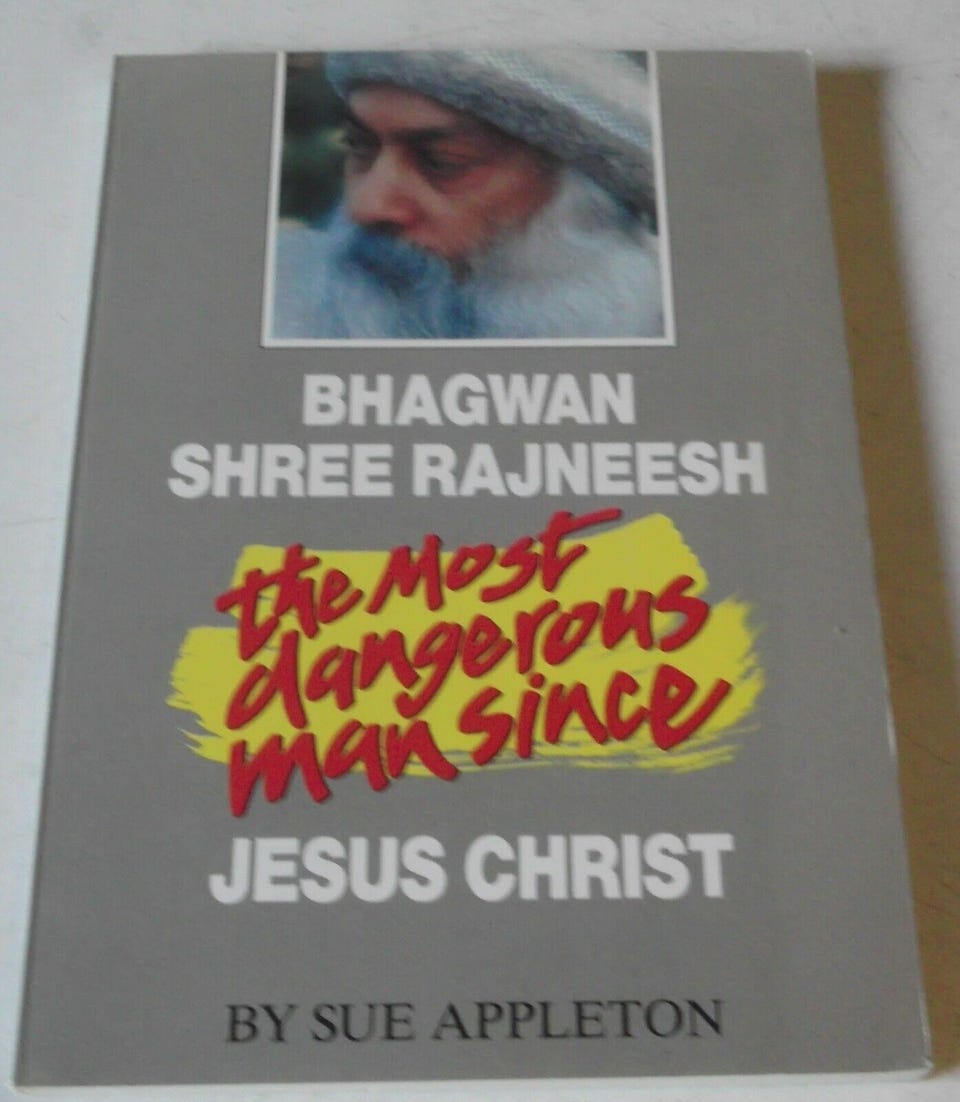 BHAGWAN
SHREE RAJNEESH
the Most
dangerous
man since
JESUS CHRIST
BY SUE APPLETON